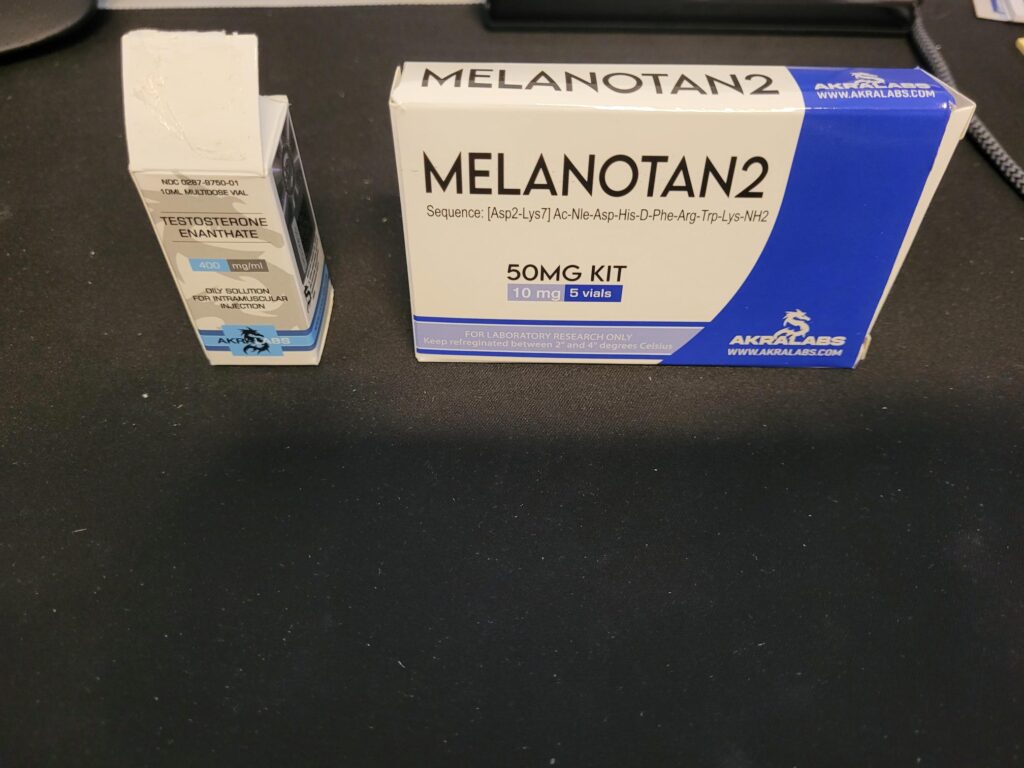 NDC 0287-9750-01
10ML MULTIDOSE VIAL
TESTOSTERONE
ENANTHATE
400 mg/ml
OILY SOLUTION
FOR INTRAMUSCULAR
INJECTION
AKRALABS
MELANOTAN2
AKRALABS
WWW.AKRALABS.COM
MELANOTAN2
Sequence: [Asp2-Lys7] Ac-Nle-Asp-His-D-Phe-Arg-Trp-Lys-NH2
50MG KIT
10 mg 5 vials
FOR LABORATORY RESEARCH ONLY
Keep refreginated between 2° and 4° degrees Celsius
AKRALABS
WWW.AKRALABS.COM